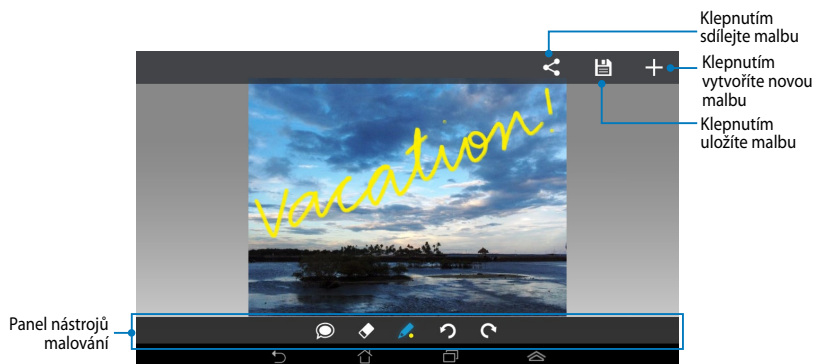 Klepnutím
sdílejte malbu
Klepnutím
vytvoříte novou
malbu
Klepnutím
uložíte malbu
Vacation!
Panel nástrojů
malování